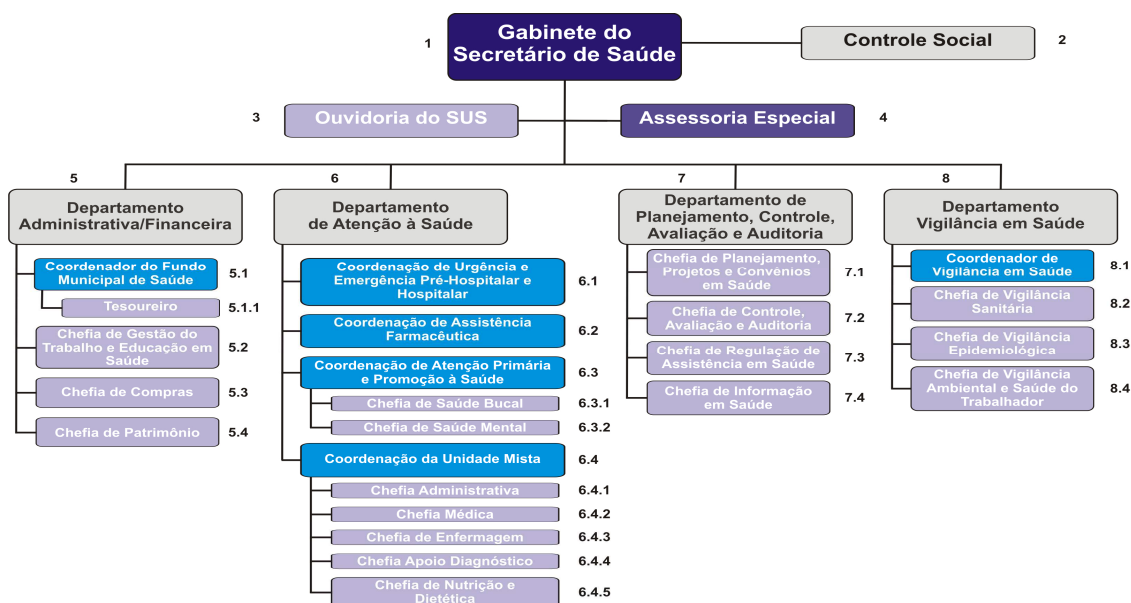 1
Gabinete do
Secretário de Saúde
Controle Social
2
3
Ouvidoria do SUS
Assessoria Especial
4
5
Departamento
Administrativa/Financeira
Coordenador do Fundo
Municipal de Saúde
5.1
Tesoureiro
5.1.1
Chefia de Gestão do
Trabalho e Educação em
Saúde
5.2
Chefia de Compras
5.3
Chefia de Patrimônio
5.4
6
Departamento
de Atenção à Saúde
Coordenação de Urgência e
Emergência Pré-Hospitalar e
Hospitalar
6.1
Coordenação de Assistência
Farmacêutica
6.2
Coordenação de Atenção Primária
e Promoção à Saúde
6.3
Chefia de Saúde Bucal
6.3.1
Chefia de Saúde Mental
6.3.2
Coordenação da Unidade Mista
6.4
Chefia Administrativa
6.4.1
Chefia Médica
6.4.2
Chefia de Enfermagem
6.4.3
Chefia Apoio Diagnóstico
6.4.4
Chefia de Nutrição e
Dietética
6.4.5
7
Departamento de
Planejamento, Controle,
Avaliação e Auditoria
Chefia de Planejamento,
Projetos e Convênios
em Saúde
7.1
Chefia de Controle,
Avaliação e Auditoria
7.2
Chefia de Regulação de
Assistência em Saúde
7.3
Chefia de Informação
em Saúde
7.4
8
Departamento
Vigilância em Saúde
Coordenador de
Vigilância em Saúde
8.1
Chefia de Vigilância
Sanitária
8.2
Chefia de Vigilância
Epidemiológica
8.3
Chefia de Vigilância
Ambiental e Saúde do
Trabalhador
8.4